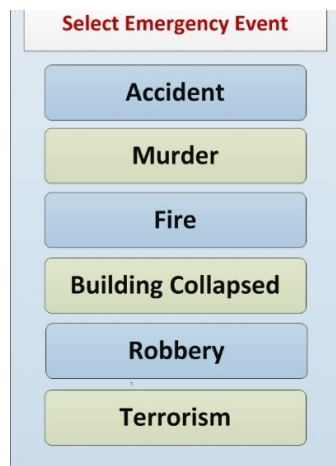 Select Emergency Event
Accident
Murder
Fire
Building Collapsed
Robbery
Terrorism